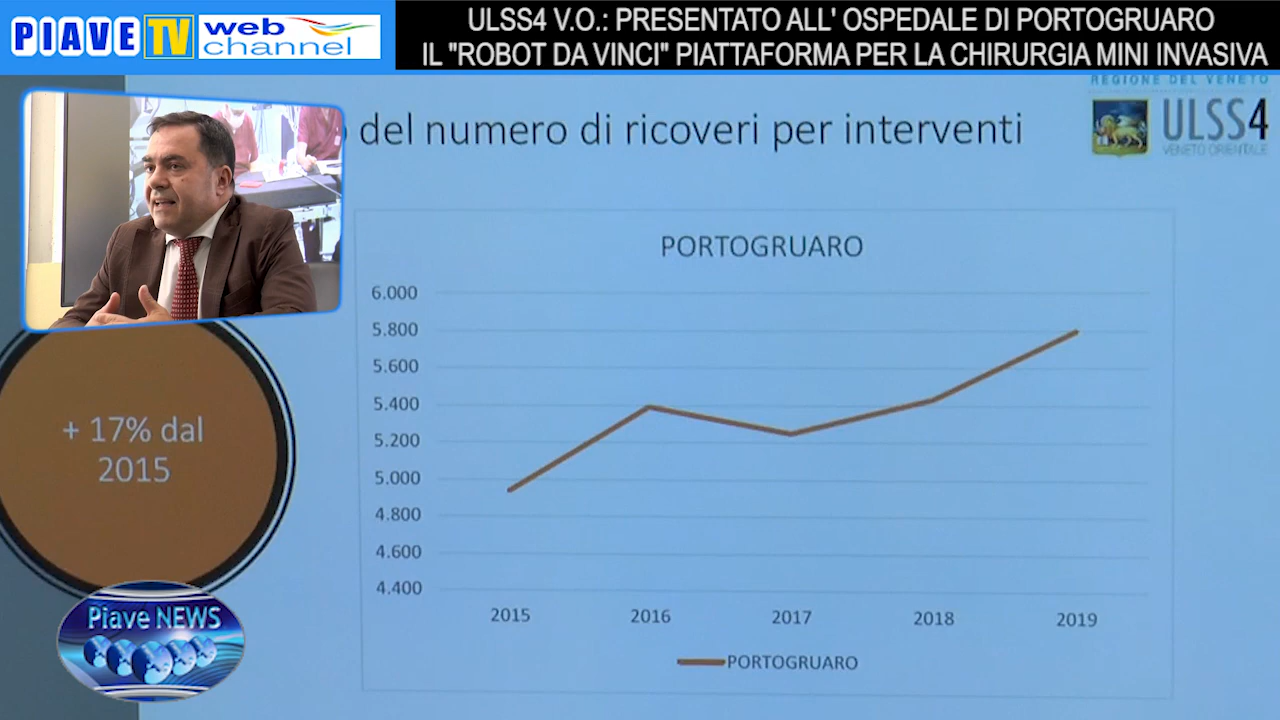 PIAVE TV web channel
ULSS4 V.O.: PRESENTATO ALL' OSPEDALE DI PORTOGRUARO
IL "ROBOT DA VINCI" PIATTAFORMA PER LA CHIRURGIA MINI INVASIVA
REGIONE DEL VENETO
ULSS4
VENETO ORIENTALE
del numero di ricoveri per interventi
PORTOGRUARO
6.000
5.800
5.600
5.400
5.200
5.000
4.800
4.600
4.400
2015 2016 2017 2018 2019
PORTOGRUARO
+ 17% dal
2015
Piave NEWS